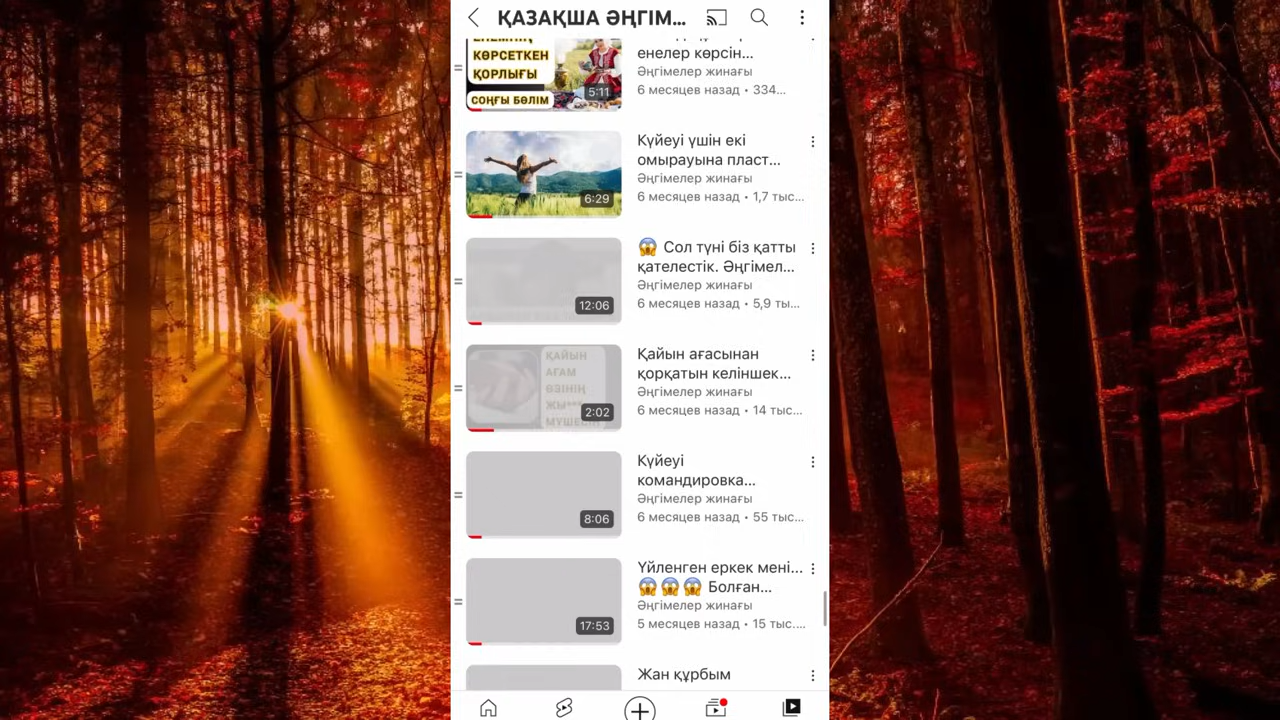 ҚАЗАҚША ӘҢГІМ...
КӨРСЕТКЕН
ҚОРЛЫҒЫ
СОҢҒЫ БӨЛІМ
5:11
енелер көрсін...
Әңгімелер жинағы
6 месяцев назад • 334...
6:29
Күйеуі үшін екі
омырауына пласт...
Әңгімелер жинағы
6 месяцев назад • 1,7 тыс...
12:06
😱 Сол түні біз қатты
қателестік. Әңгімел...
Әңгімелер жинағы
6 месяцев назад • 5,9 ты...
ҚАЙЫН
АҒАМ
ӨЗІНІҢ
ЖЫ***
МҮШЕСІН
2:02
Қайын ағасынан
қорқатын келіншек...
Әңгімелер жинағы
6 месяцев назад • 14 тыс...
8:06
Күйеуі
командировка...
Әңгімелер жинағы
6 месяцев назад • 55 тыс...
17:53
Үйленген еркек мені...
😱😱😱 Болған...
Әңгімелер жинағы
5 месяцев назад • 15 тыс....
Жан құрбым